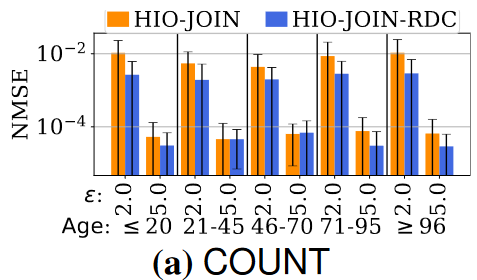 HIO-JOIN HIO-JOIN-RDC
10⁻²
NMSE
10⁻⁴
ε: 2.0 5.0 2.0 5.0 2.0 5.0 2.0 5.0 2.0 5.0
Age: ≤ 20 21-45 46-70 71-95 ≥ 96
(a) COUNT